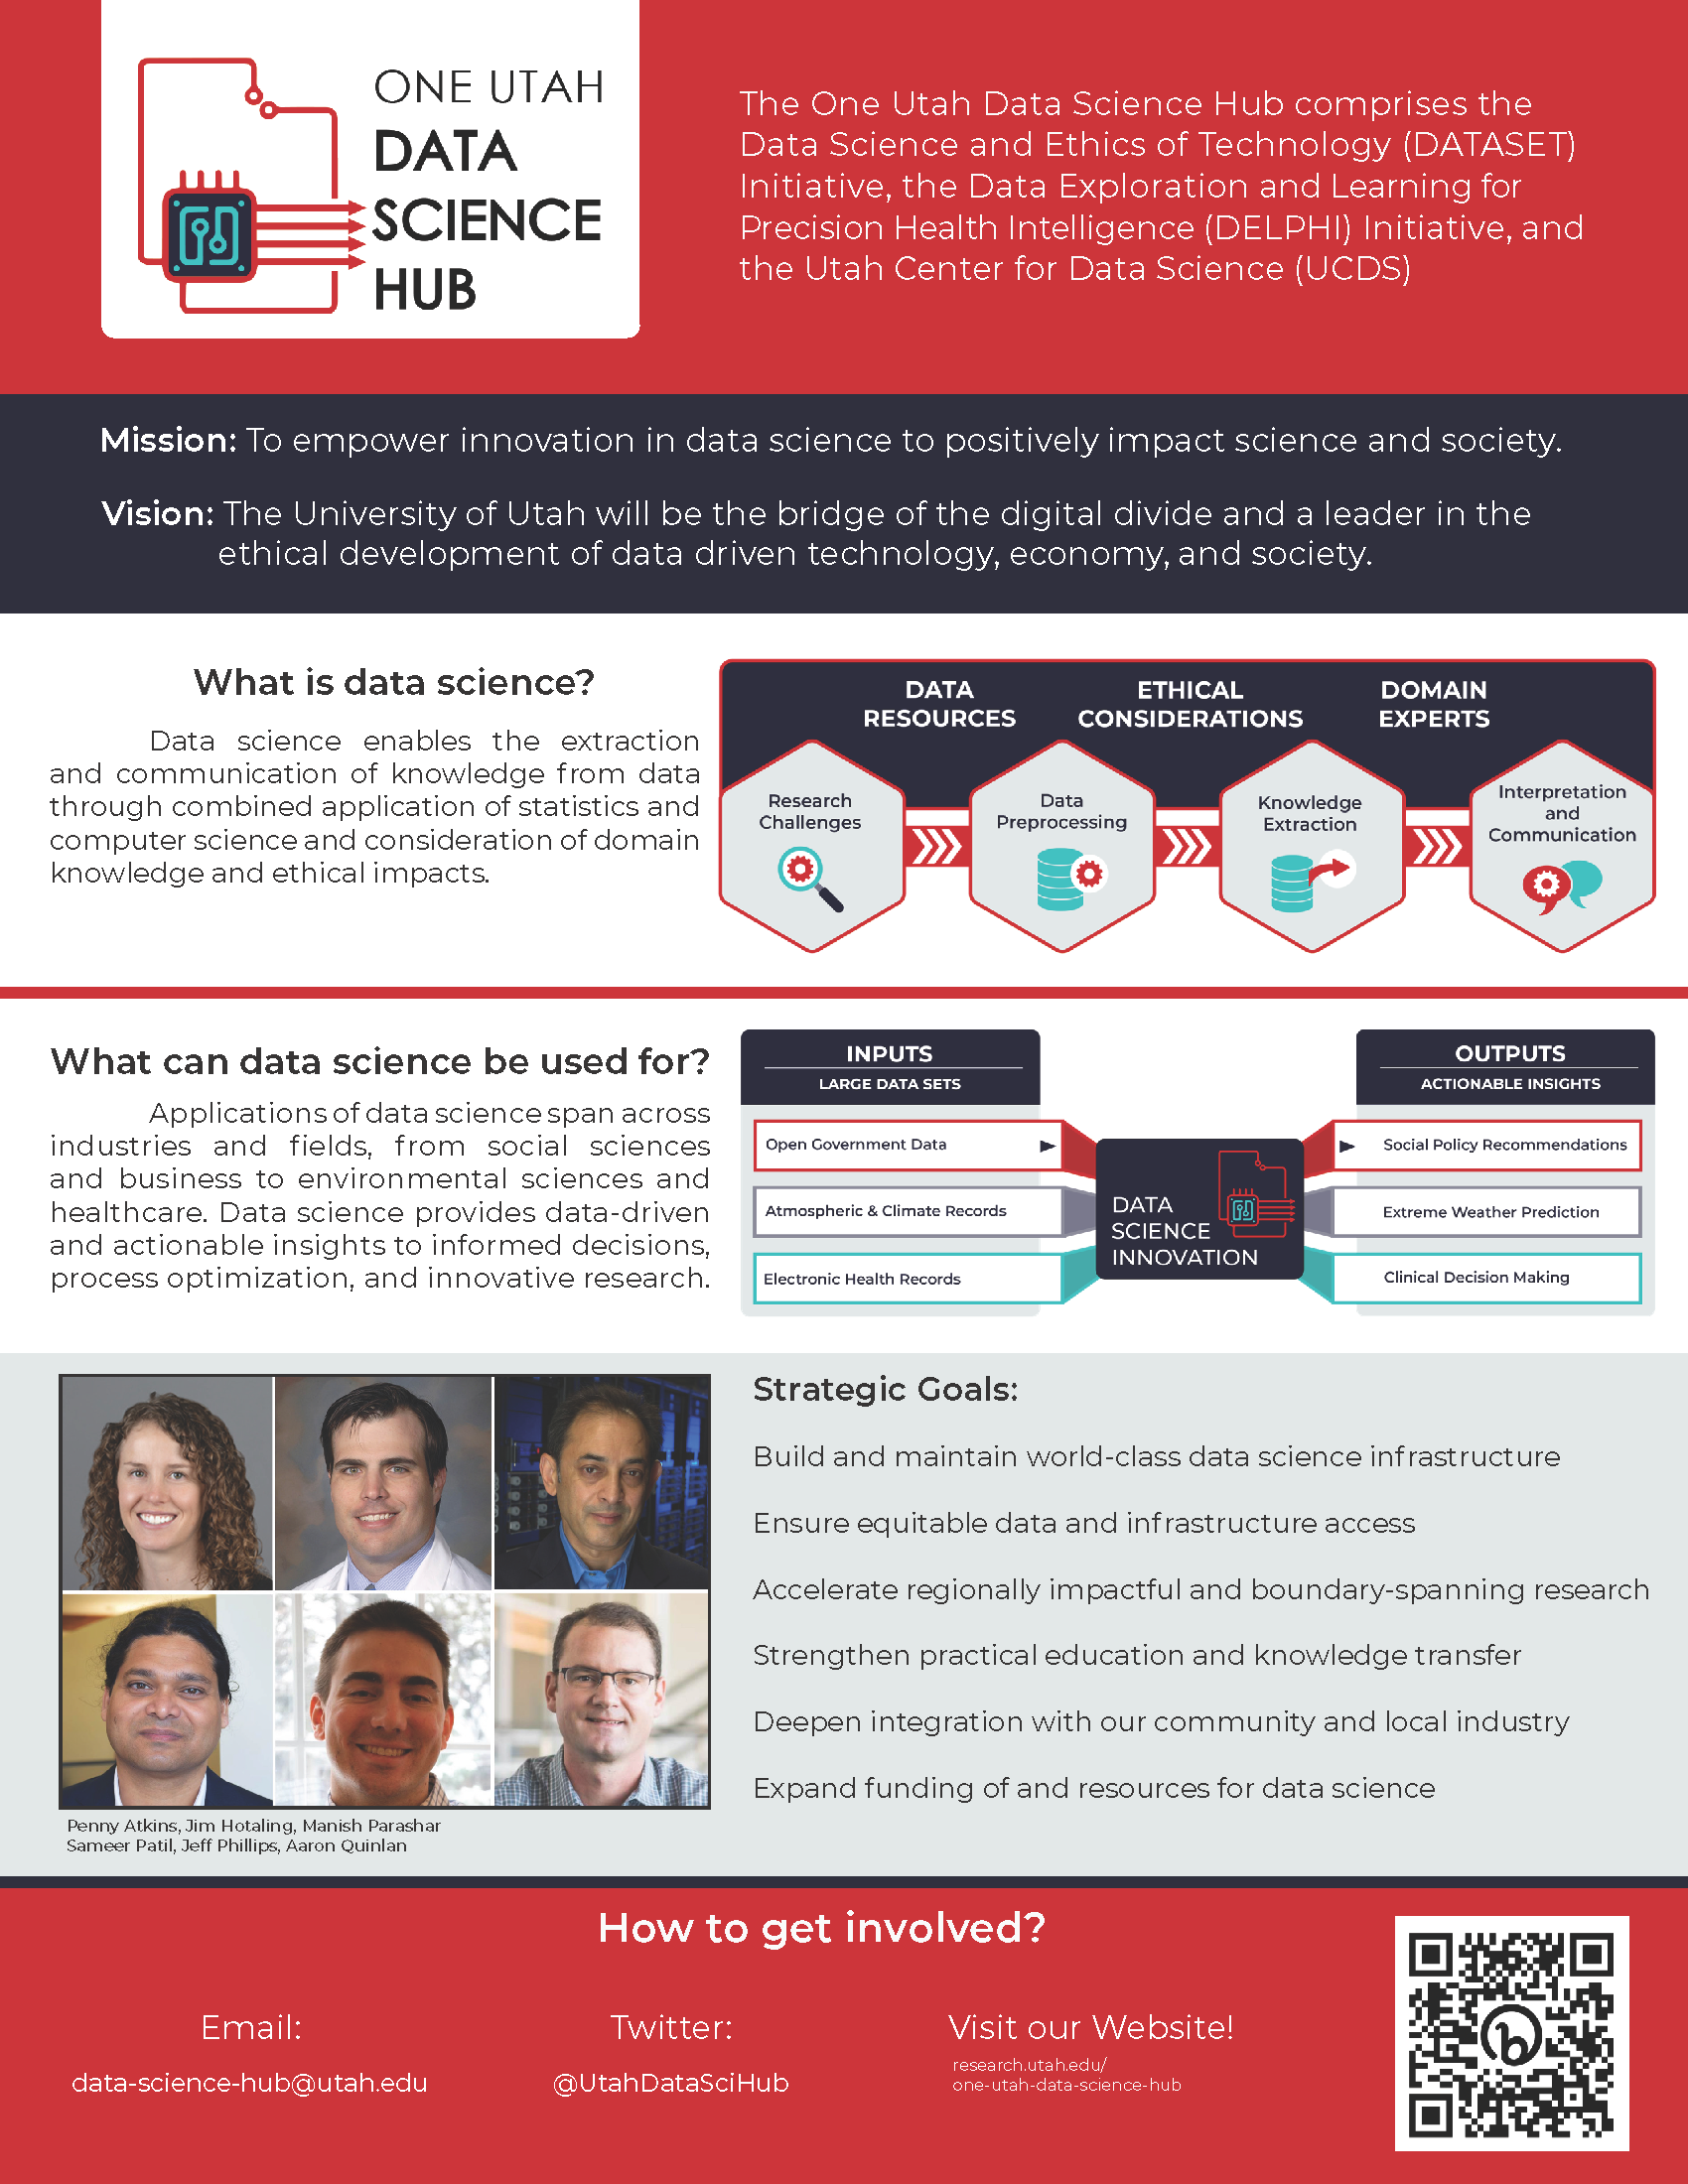 ONE UTAH
DATA
SCIENCE
HUB
The One Utah Data Science Hub comprises the
Data Science and Ethics of Technology (DATASET)
Initiative, the Data Exploration and Learning for
Precision Health Intelligence (DELPHI) Initiative, and
the Utah Center for Data Science (UCDS)
Mission: To empower innovation in data science to positively impact science and society.
Vision: The University of Utah will be the bridge of the digital divide and a leader in the
ethical development of data driven technology, economy, and society.
What is data science?
Data science enables the extraction
and communication of knowledge from data
through combined application of statistics and
computer science and consideration of domain
knowledge and ethical impacts.
DATA
RESOURCES
ETHICAL
CONSIDERATIONS
DOMAIN
EXPERTS
Research
Challenges
Data
Preprocessing
Knowledge
Extraction
Interpretation
and
Communication
What can data science be used for?
Applications of data science span across
industries and fields, from social sciences
and business to environmental sciences and
healthcare. Data science provides data-driven
and actionable insights to informed decisions,
process optimization, and innovative research.
INPUTS
LARGE DATA SETS
Open Government Data
Atmospheric & Climate Records
Electronic Health Records
DATA
SCIENCE
INNOVATION
OUTPUTS
ACTIONABLE INSIGHTS
Social Policy Recommendations
Extreme Weather Prediction
Clinical Decision Making
Penny Atkins, Jim Hotaling, Manish Parashar
Sameer Patil, Jeff Phillips, Aaron Quinlan
Strategic Goals:
Build and maintain world-class data science infrastructure
Ensure equitable data and infrastructure access
Accelerate regionally impactful and boundary-spanning research
Strengthen practical education and knowledge transfer
Deepen integration with our community and local industry
Expand funding of and resources for data science
How to get involved?
Email:
data-science-hub@utah.edu
Twitter:
@UtahDataSciHub
Visit our Website!
research.utah.edu/
one-utah-data-science-hub